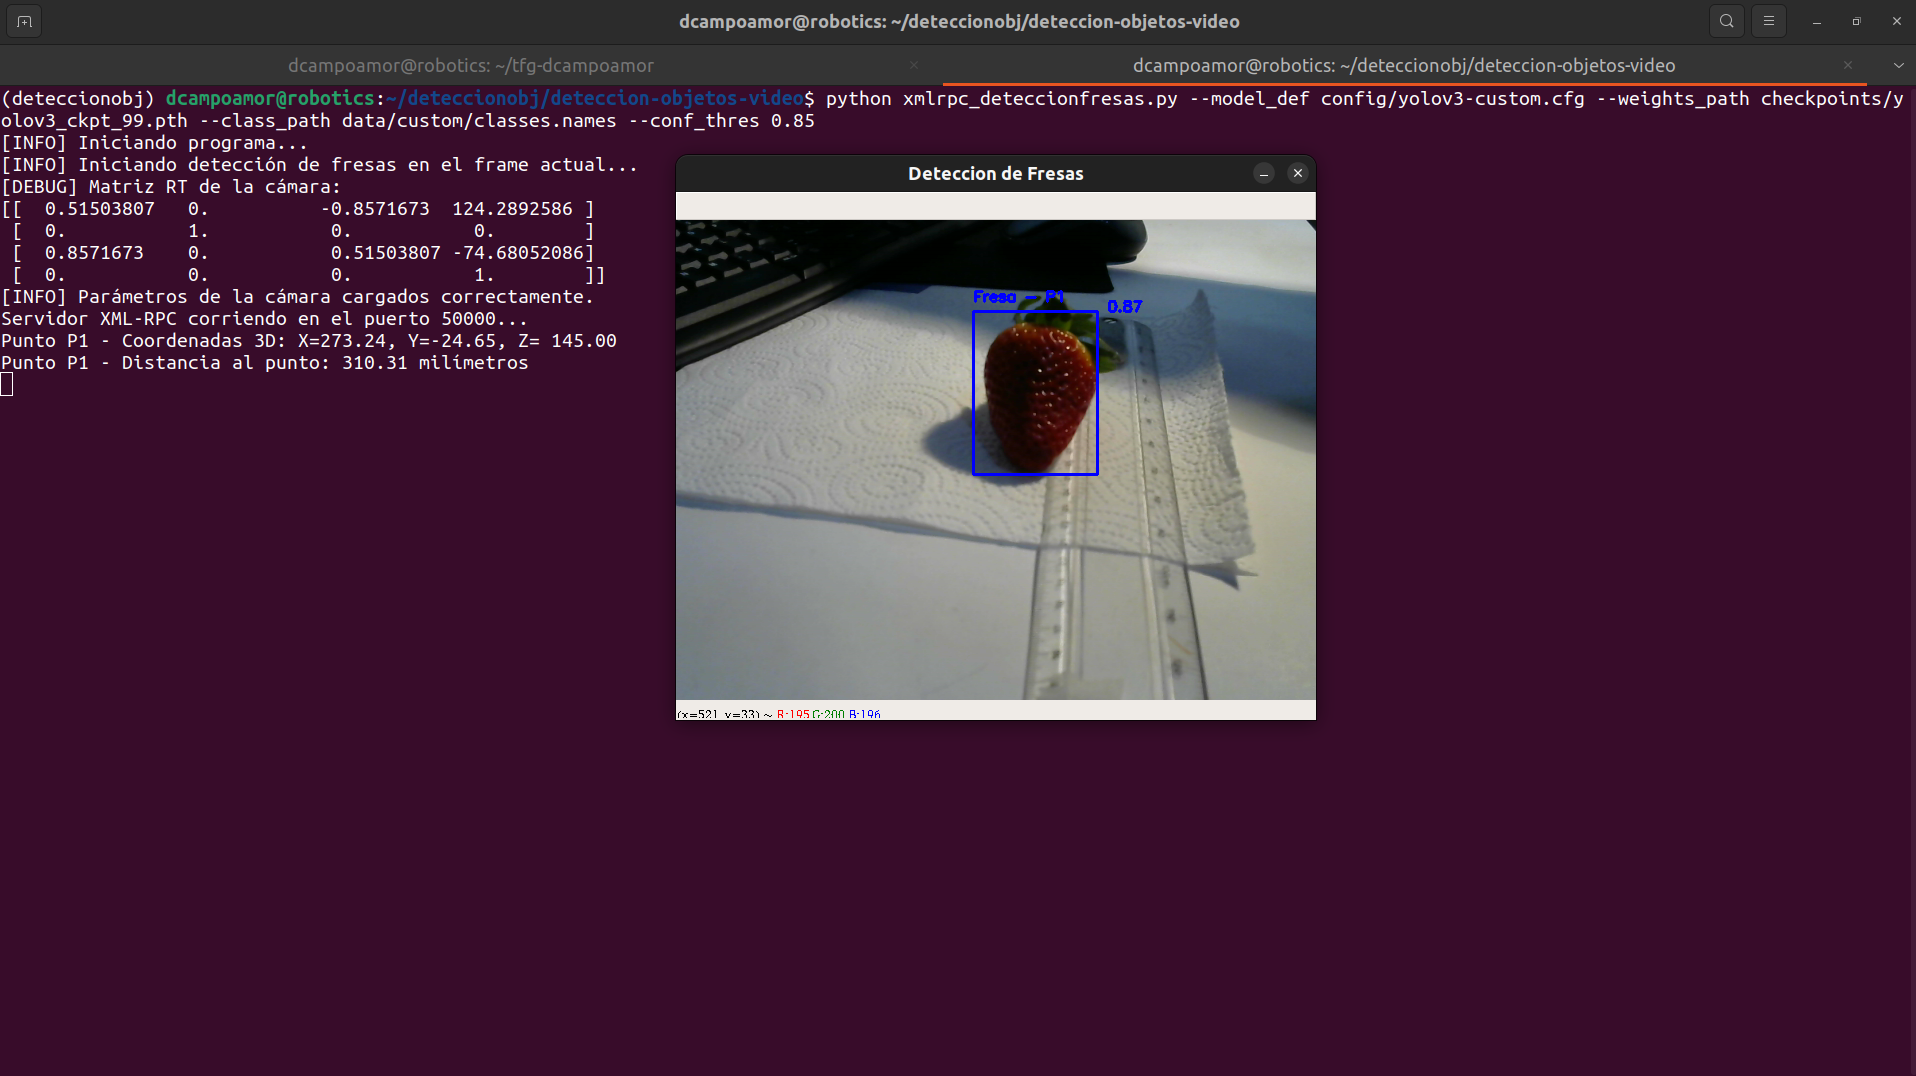 dcampoamor@robotics: ~/deteccionobj/deteccion-objetos-video
dcampoamor@robotics: ~/tfg-dcampoamor
dcampoamor@robotics: ~/deteccionobj/deteccion-objetos-video
(deteccionobj) dcampoamor@robotics:~/deteccionobj/deteccion-objetos-video$ python xmlrpc_deteccionfresas.py --model_def config/yolov3-custom.cfg --weights_path checkpoints/y
olov3_ckpt_99.pth --class_path data/custom/classes.names --conf_thres 0.85
[INFO] Iniciando programa...
[INFO] Iniciando detección de fresas en el frame actual...
[DEBUG] Matriz RT de la cámara:
[[  0.51503807   0.          -0.8571673  124.2892586 ]
 [  0.           1.           0.           0.        ]
 [  0.8571673    0.           0.51503807 -74.68052086]
 [  0.           0.           0.           1.        ]]
[INFO] Parámetros de la cámara cargados correctamente.
Servidor XML-RPC corriendo en el puerto 50000...
Punto P1 - Coordenadas 3D: X=273.24, Y=-24.65, Z= 145.00
Punto P1 - Distancia al punto: 310.31 milímetros
Deteccion de Fresas
Fresa - P1
0.87
(x=521, y=33) ~ R:195 G:200 B:196